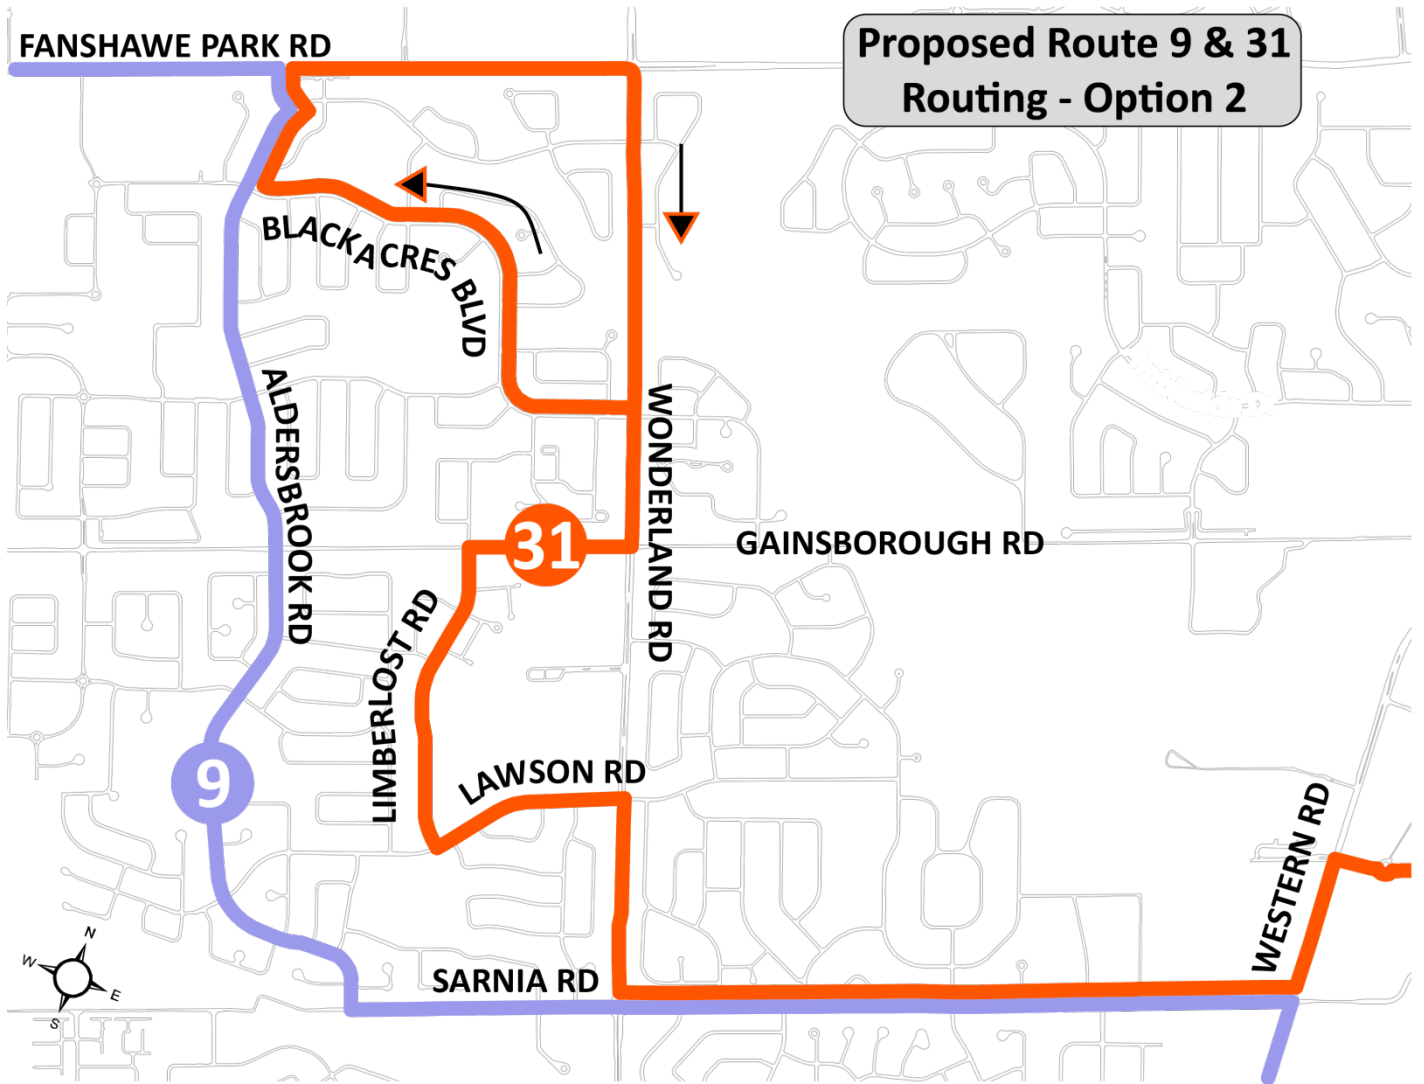 FANSHAWE PARK RD
Proposed Route 9 & 31
Routing - Option 2
BLACKACRES BLVD
ALDERSBROOK RD
WONDERLAND RD
31
GAINSBOROUGH RD
LIMBERLOST RD
9
LAWSON RD
WESTERN RD
SARNIA RD
N
W
E
S